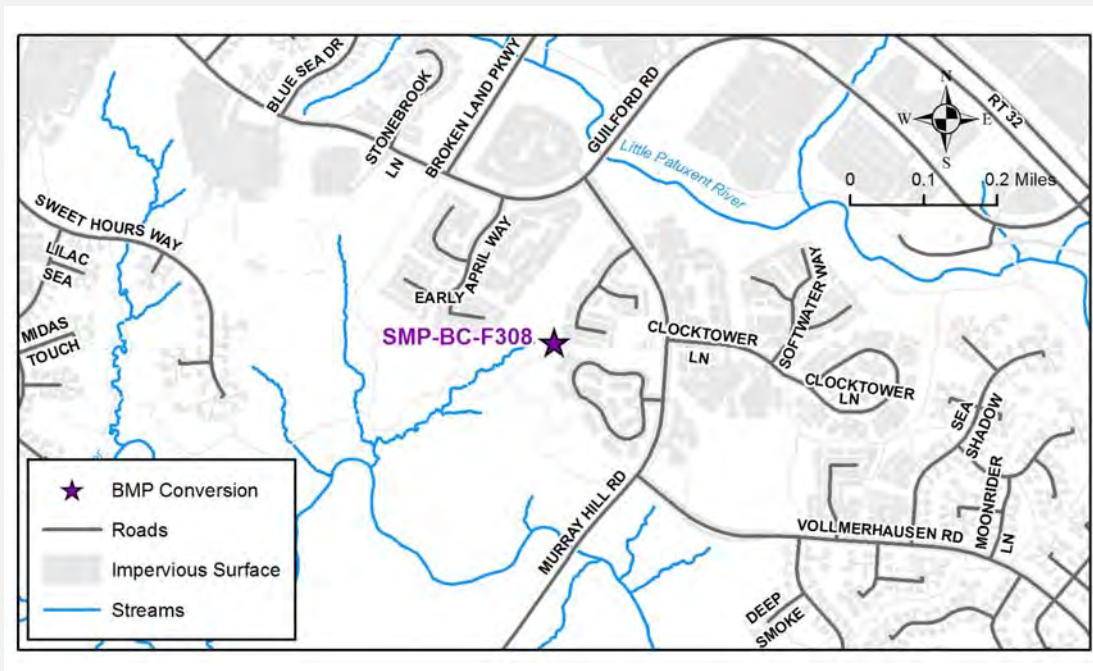 BLUE SEA DR
STONEBROOK
LN
BROKEN LAND PKWY
GUILFORD RD
RT 32
N
W
E
S
0 0.1 0.2 Miles
Little Patuxent River
SWEET HOURS WAY
LILAC
SEA
EARLY
APRIL WAY
MIDAS
TOUCH
SMP-BC-F308
CLOCKTOWER
LN
SOFTWATER WAY
CLOCKTOWER
LN
SEA
SHADOW
MOONRIDER
LN
MURRAY HILL RD
VOLLMERHAUSEN RD
DEEP
SMOKE
BMP Conversion
Roads
Impervious Surface
Streams